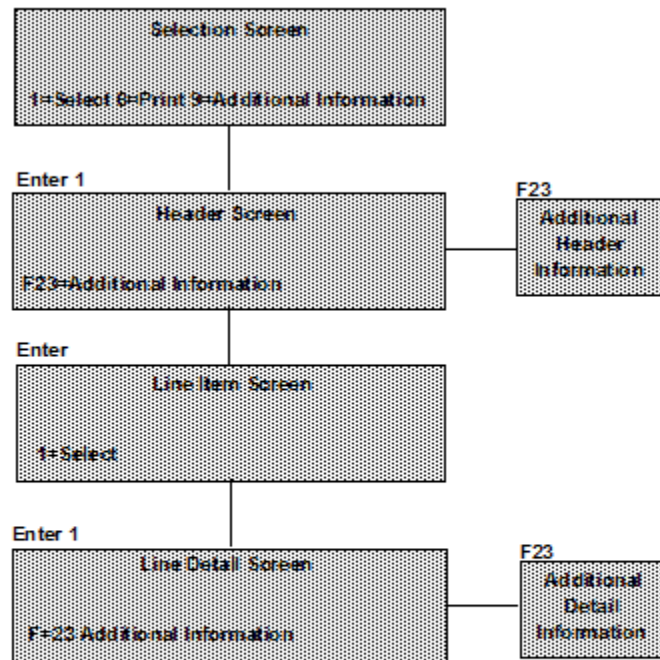 Selection Screen
1=Select 6=Print 9=Additional Information
Enter 1
Header Screen
F23=Additional Information
F23
Additional
Header
Information
Enter
Line Item Screen
1=Select
Enter 1
Line Detail Screen
F=23 Additional Information
F23
Additional
Detail
Information